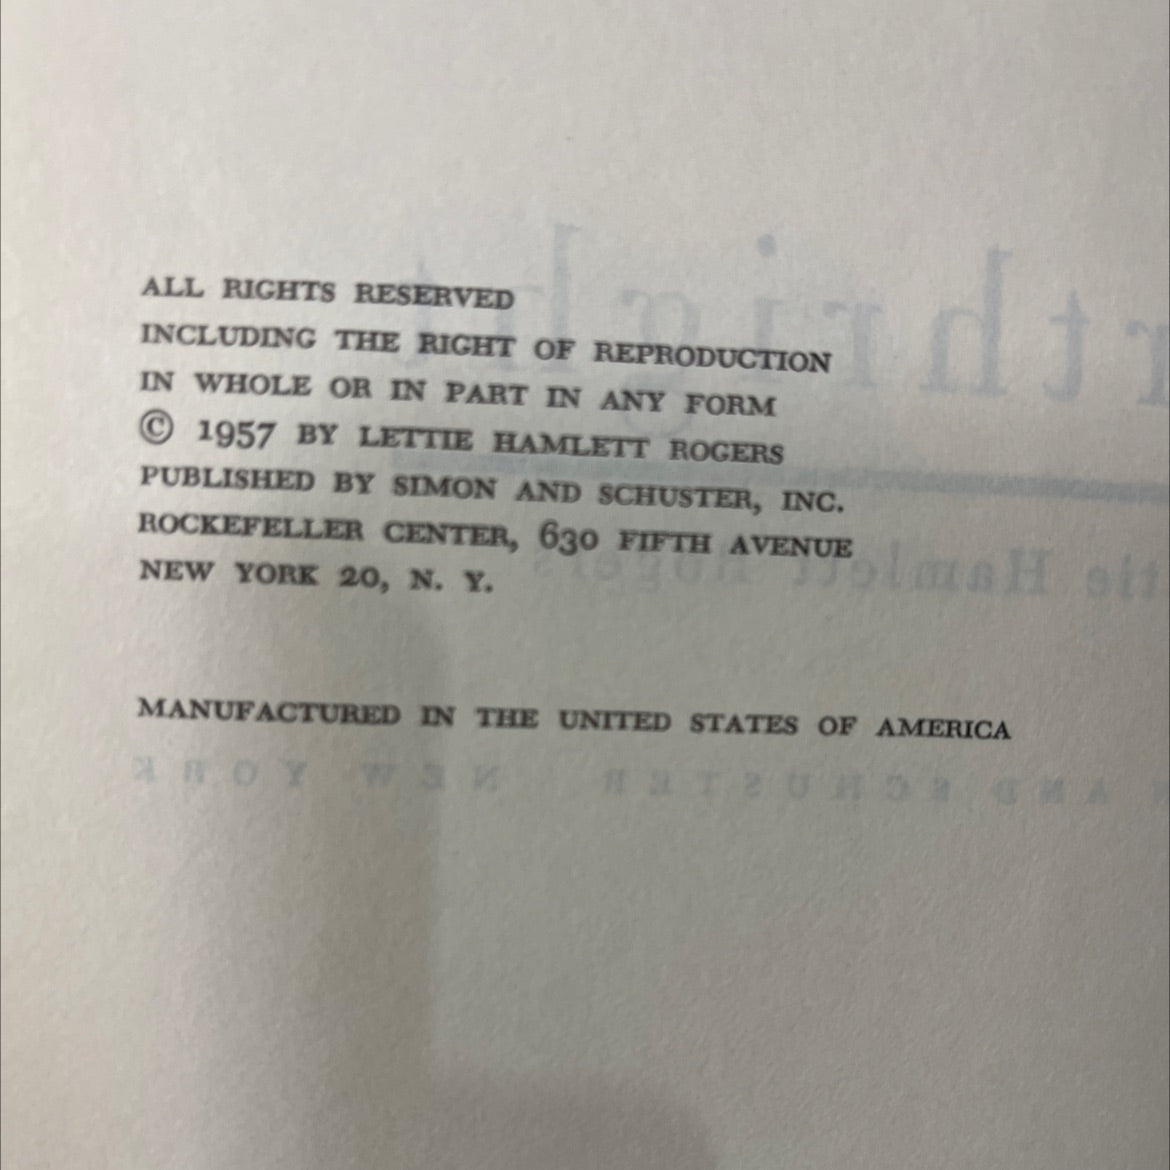 ALL RIGHTS RESERVED
INCLUDING THE RIGHT OF REPRODUCTION
IN WHOLE OR IN PART IN ANY FORM
© 1957 BY LETTIE HAMLETT ROGERS
PUBLISHED BY SIMON AND SCHUSTER, INC.
ROCKEFELLER CENTER, 630 FIFTH AVENUE
NEW YORK 20, N. Y.
MANUFACTURED IN THE UNITED STATES OF AMERICA